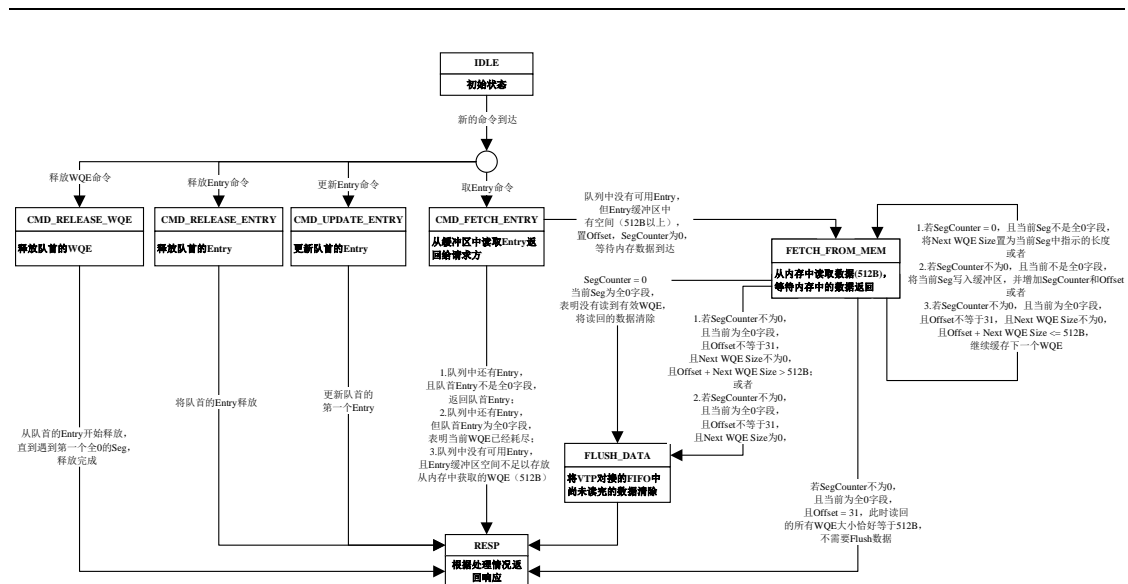 IDLE
初始状态
新的命令到达
释放WQE命令
释放Entry命令
更新Entry命令
取Entry命令
CMD_RELEASE_WQE
释放队首的WQE
CMD_RELEASE_ENTRY
释放队首的Entry
CMD_UPDATE_ENTRY
更新队首的Entry
CMD_FETCH_ENTRY
从缓冲区中读取Entry返
回给请求方
队列中没有可用Entry,
但Entry缓冲区中
有空间（512B以上）,
置Offset，SegCounter为0,
等待内存数据到达
FETCH_FROM_MEM
从内存中读取数据(512B),
等待内存中的数据返回
1.若SegCounter = 0，且当前Seg不是全0字段,
将Next WQE Size置为当前Seg中指示的长度
或者
2.若SegCounter不为0，且当前不是全0字段,
将当前Seg写入缓冲区，并增加SegCounter和Offset
或者
3.若SegCounter不为0，且当前为全0字段,
且Offset不等于31，且Next WQE Size不为0,
且Offset + Next WQE Size <= 512B,
继续缓存下一个WQE
SegCounter = 0
当前Seg为全0字段,
表明没有读到有效WQE,
将读回的数据清除
1.若SegCounter不为0,
且当前为全0字段,
且Offset不等于31,
且Next WQE Size不为0,
且Offset + Next WQE Size > 512B;
或者
2.若SegCounter不为0,
且当前为全0字段,
且Offset不等于31,
且Next WQE Size为0,
1.队列中还有Entry,
且队首Entry不是全0字段,
返回队首Entry;
2.队列中还有Entry,
但队首Entry为全0字段,
表明当前WQE已经耗尽;
3.队列中没有可用Entry,
且Entry缓冲区空间不足以存放
从内存中获取的WQE（512B）
更新队首的
第一个Entry
将队首的Entry释放
从队首的Entry开始释放,
直到遇到第一个全0的Seg,
释放完成
FLUSH_DATA
将VTP对接的FIFO中
尚未读完的数据清除
若SegCounter不为0,
且当前为全0字段,
且Offset = 31，此时读回
的所有WQE大小恰好等于512B,
不需要Flush数据
RESP
根据处理情况返
回响应